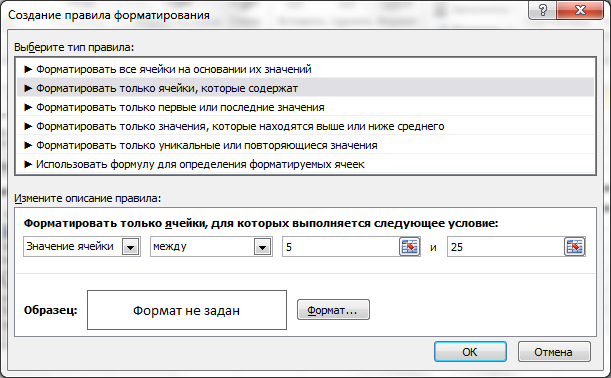 Создание правила форматирования
Выберите тип правила:
► Форматировать все ячейки на основании их значений
► Форматировать только ячейки, которые содержат
► Форматировать только первые или последние значения
► Форматировать только значения, которые находятся выше или ниже среднего
► Форматировать только уникальные или повторяющиеся значения
► Использовать формулу для определения форматируемых ячеек
Измените описание правила:
Форматировать только ячейки, для которых выполняется следующее условие:
Значение ячейки между 5 и 25
Образец: Формат не задан Формат...
ОК Отмена